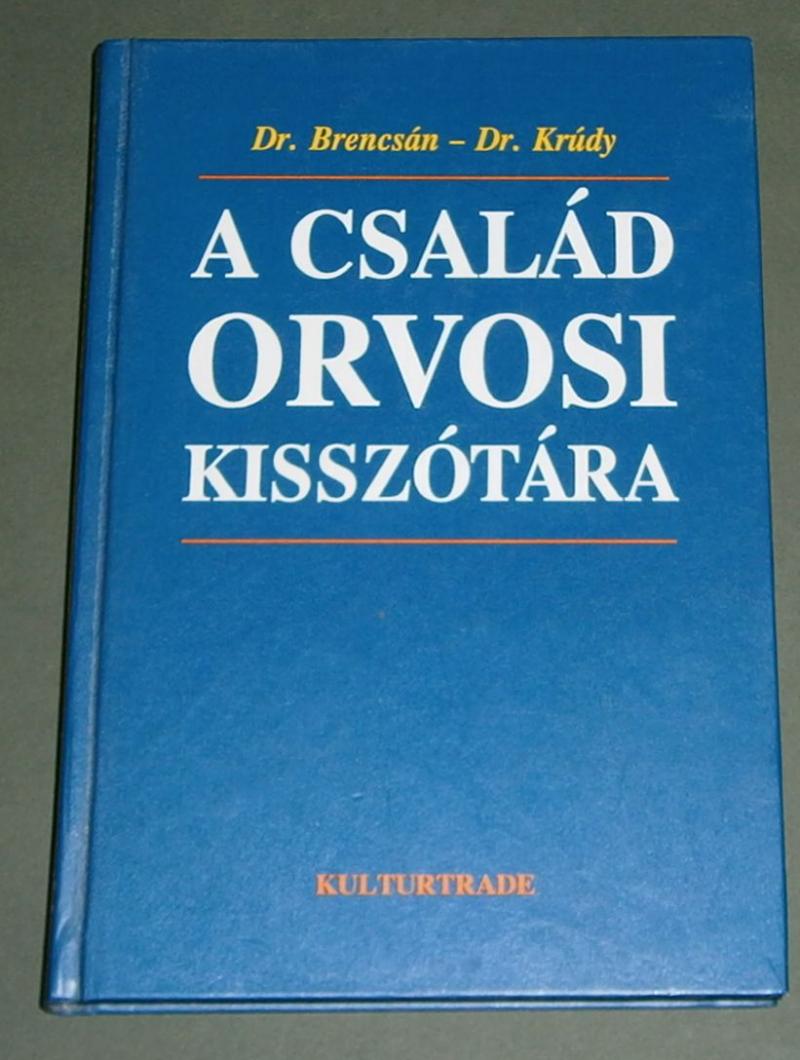 Dr. Brencsán – Dr. Krúdy
A CSALÁD
ORVOSI
KISSZÓTÁRA
KULTURTRADE